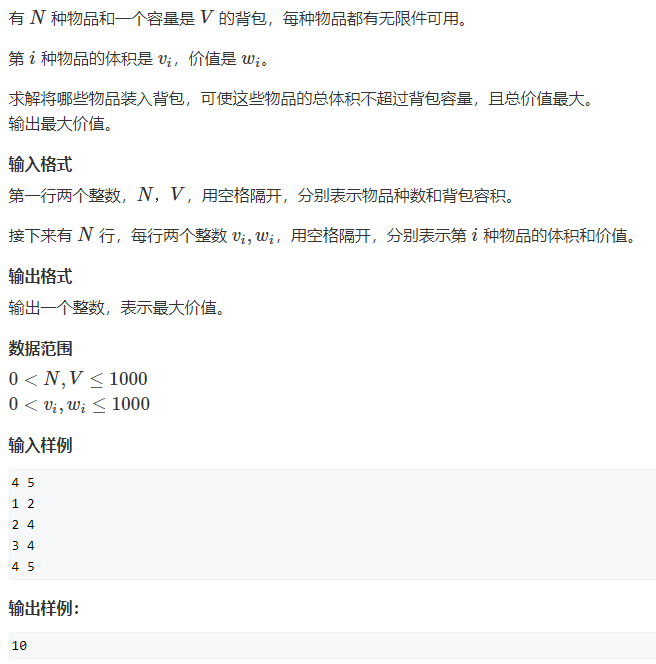 有 N 种物品和一个容量是 V 的背包，每种物品都有无限件可用。
第 i 种物品的体积是 vi，价值是 wi。
求解将哪些物品装入背包，可使这些物品的总体积不超过背包容量，且总价值最大。
输出最大价值。
输入格式
第一行两个整数，N，V，用空格隔开，分别表示物品种数和背包容积。
接下来有 N 行，每行两个整数 vi, wi，用空格隔开，分别表示第 i 种物品的体积和价值。
输出格式
输出一个整数，表示最大价值。
数据范围
0 < N, V ≤ 1000
0 < vi, wi ≤ 1000
输入样例
4 5
1 2
2 4
3 4
4 5
输出样例：
10